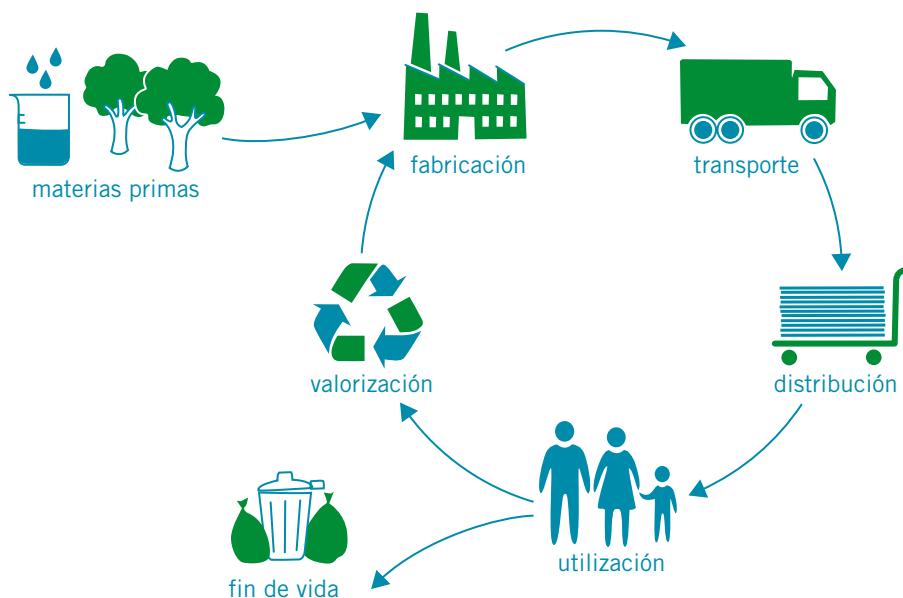 materias primas
fabricación
transporte
distribución
utilización
valorización
fin de vida